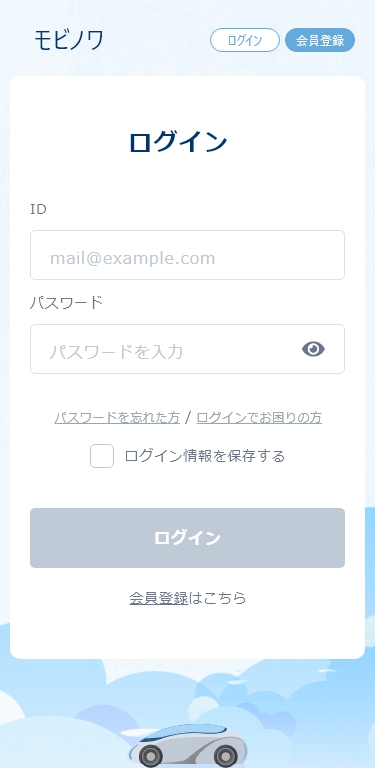 モビノワ
ログイン 会員登録
ログイン
ID
mail@example.com
パスワード
パスワードを入力
パスワードを忘れた方 / ログインでお困りの方
ログイン情報を保存する
ログイン
会員登録はこちら